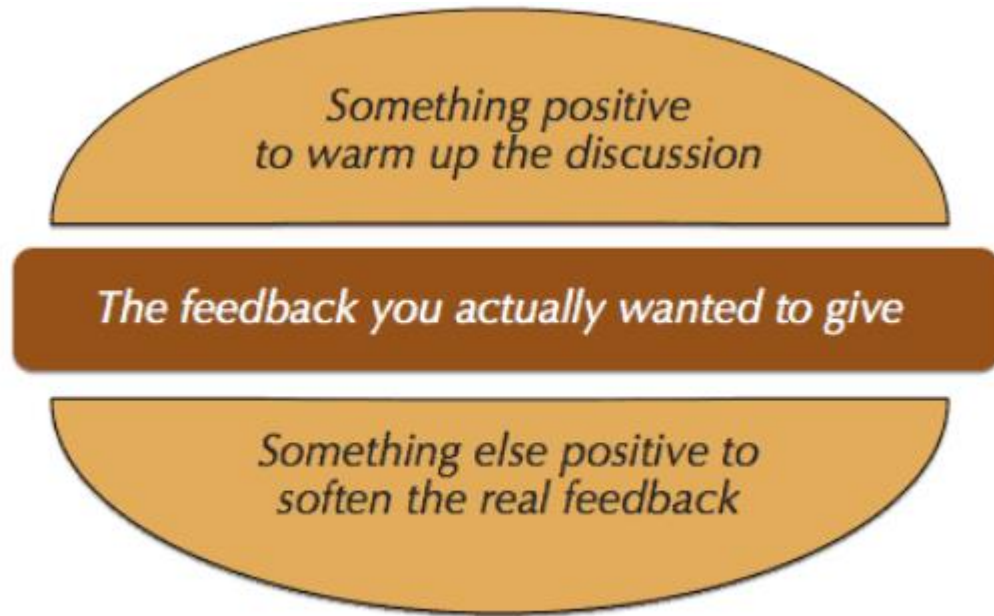 Something positive
to warm up the discussion
The feedback you actually wanted to give
Something else positive to
soften the real feedback